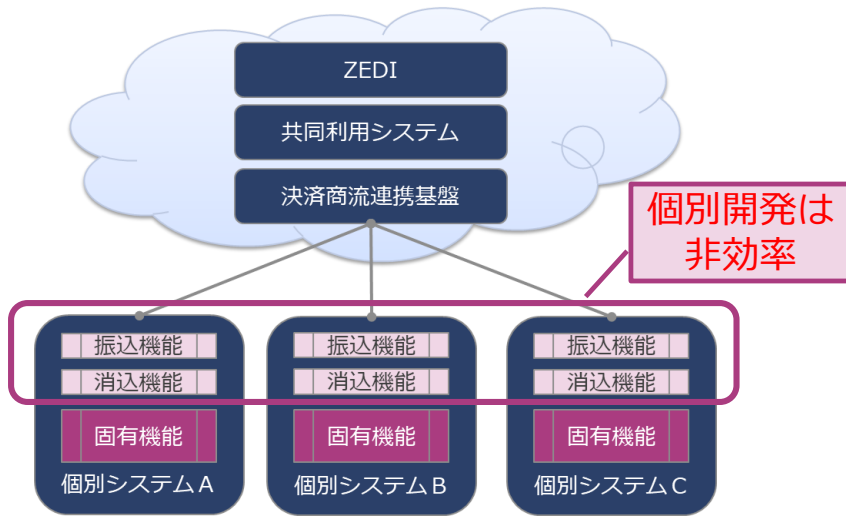 ZEDI
共同利用システム
決済商流連携基盤
個別開発は
非効率
振込機能
消込機能
固有機能
個別システムA
振込機能
消込機能
固有機能
個別システムB
振込機能
消込機能
固有機能
個別システムC